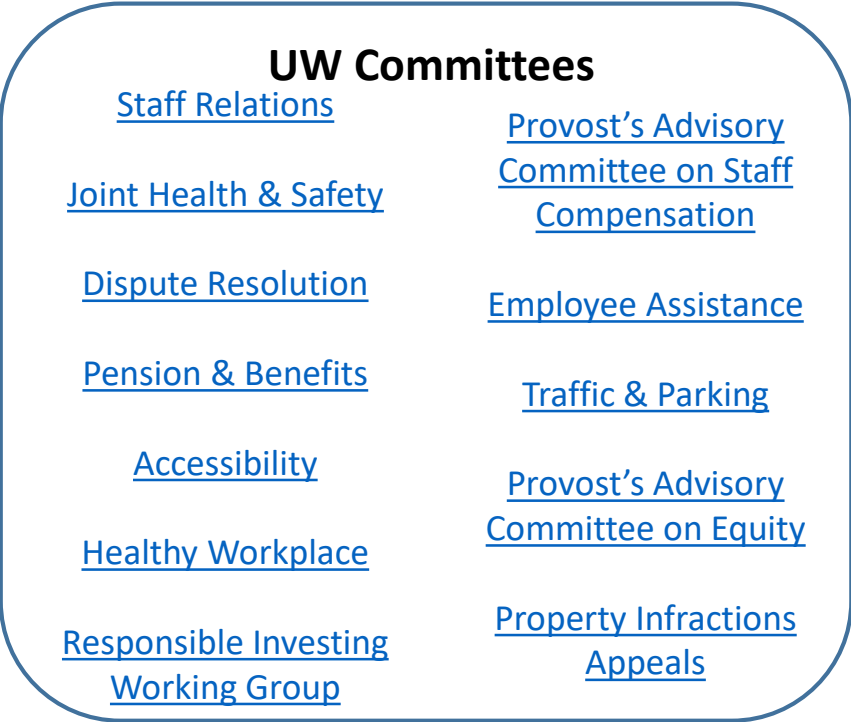 UW Committees
Staff Relations
Joint Health & Safety
Dispute Resolution
Pension & Benefits
Accessibility
Healthy Workplace
Responsible Investing
Working Group
Provost’s Advisory
Committee on Staff
Compensation
Employee Assistance
Traffic & Parking
Provost’s Advisory
Committee on Equity
Property Infractions
Appeals